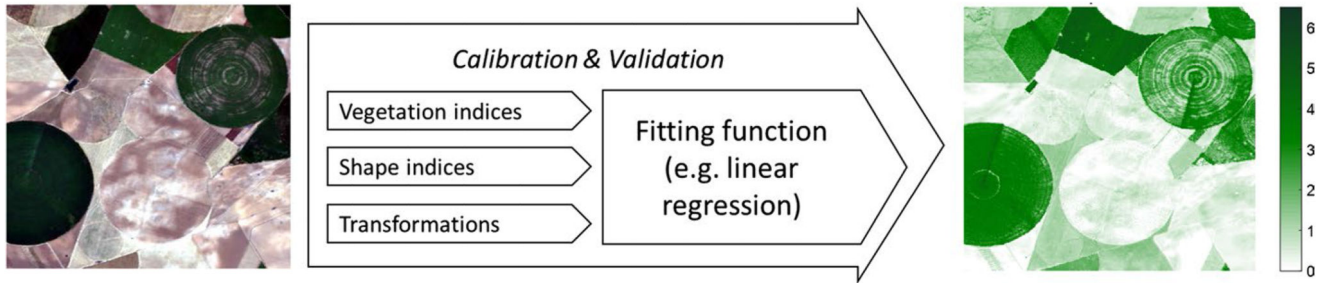 Calibration & Validation
Vegetation indices
Shape indices
Transformations
Fitting function
(e.g. linear
regression)
6
5
4
3
2
1
0